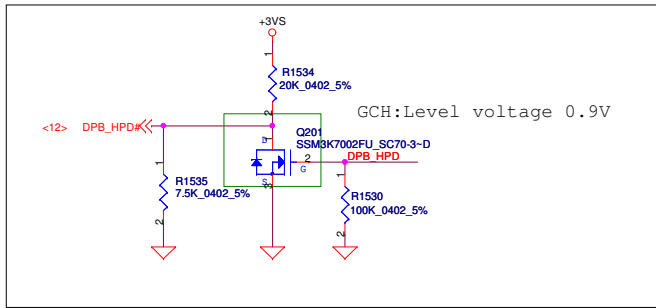 +3VS
1
R1534
20K_0402_5%
2
GCH:Level voltage 0.9V
<12> DPB_HPD#
Q201
SSM3K7002FU_SC70-3~D
1
D
1
2
DPB_HPD
G
S
3
1
R1535
7.5K_0402_5%
2
R1530
100K_0402_5%
2